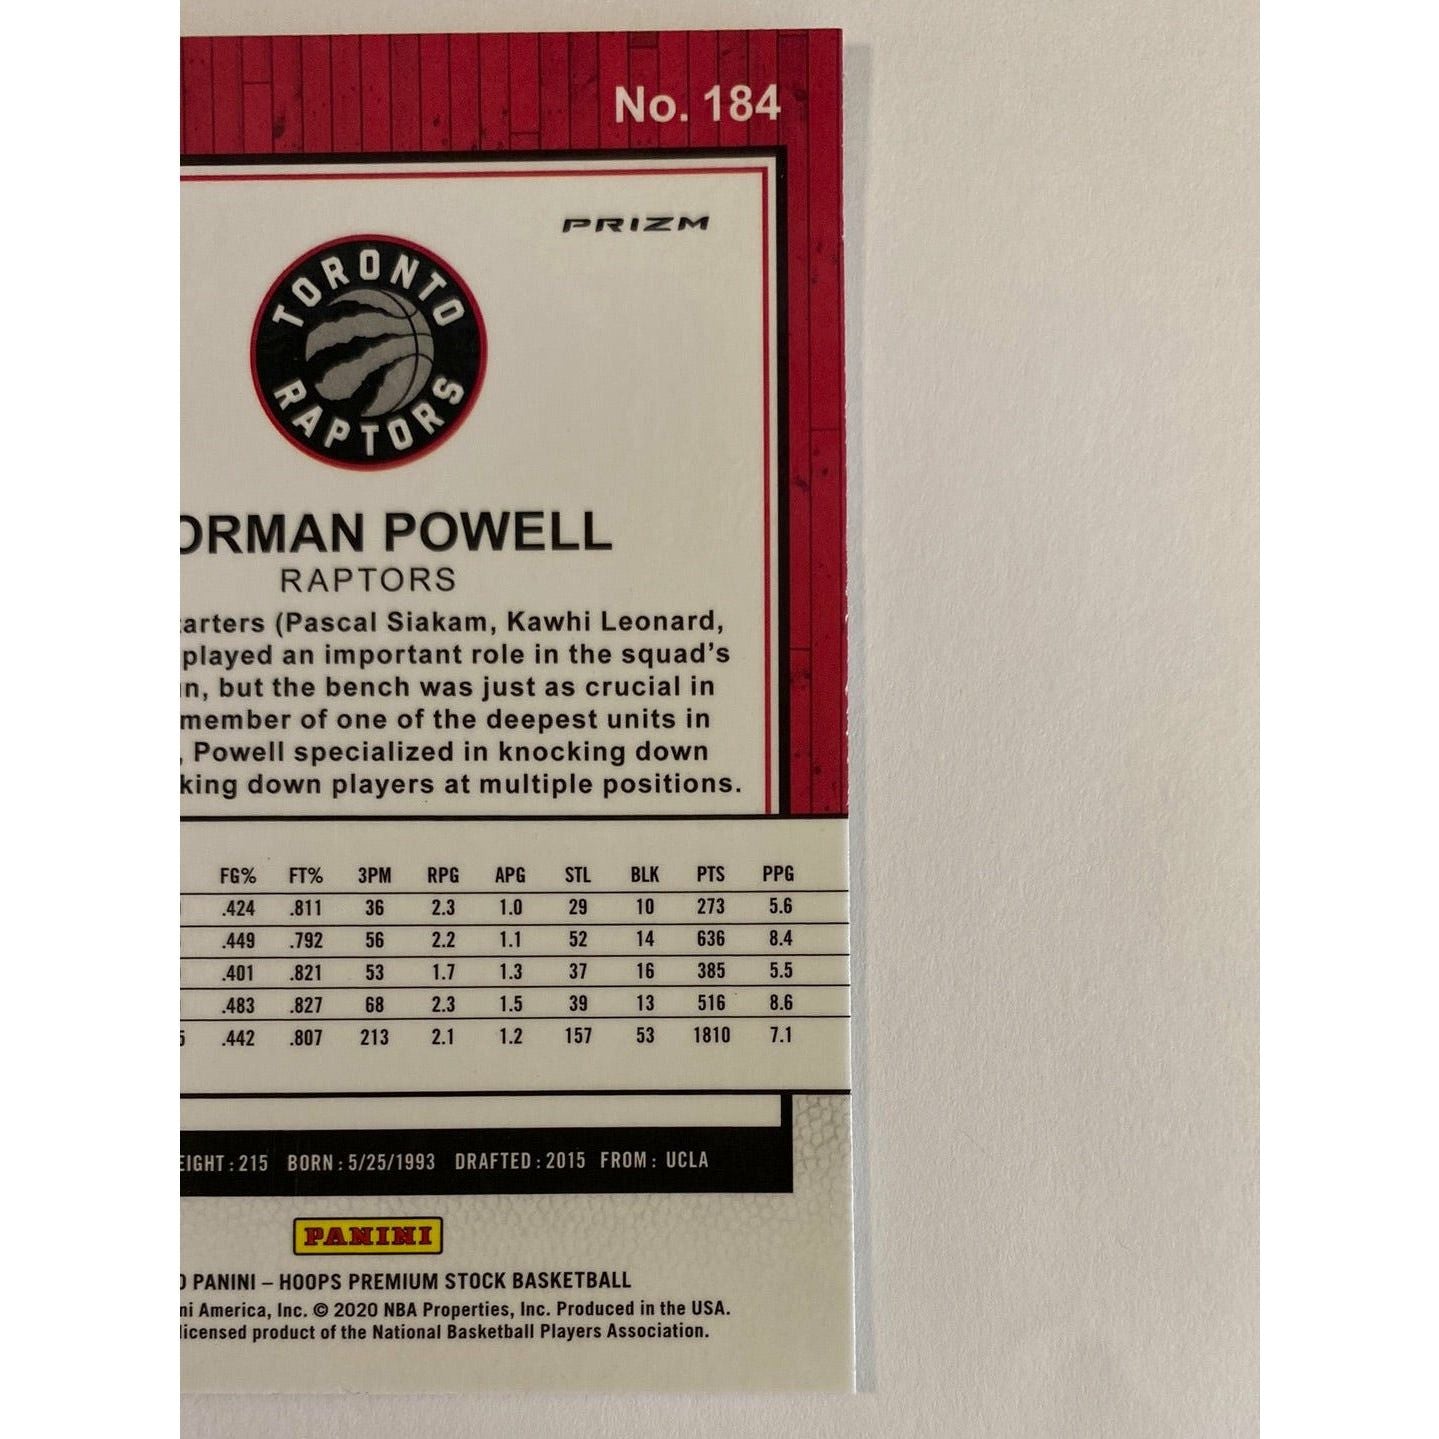 No. 184
PRIZM
TORONTO
RAPTORS
ORMAN POWELL
RAPTORS
arters (Pascal Siakam, Kawhi Leonard,
played an important role in the squad's
n, but the bench was just as crucial in
member of one of the deepest units in
, Powell specialized in knocking down
king down players at multiple positions.
FG% FT% 3PM RPG APG STL BLK PTS PPG
.424 .811 36 2.3 1.0 29 10 273 5.6
.449 .792 56 2.2 1.1 52 14 636 8.4
.401 .821 53 1.7 1.3 37 16 385 5.5
.483 .827 68 2.3 1.5 39 13 516 8.6
.442 .807 213 2.1 1.2 157 53 1810 7.1
EIGHT : 215 BORN : 5/25/1993 DRAFTED : 2015 FROM : UCLA
PANINI
PANINI – HOOPS PREMIUM STOCK BASKETBALL
ni America, Inc. © 2020 NBA Properties, Inc. Produced in the USA.
licensed product of the National Basketball Players Association.